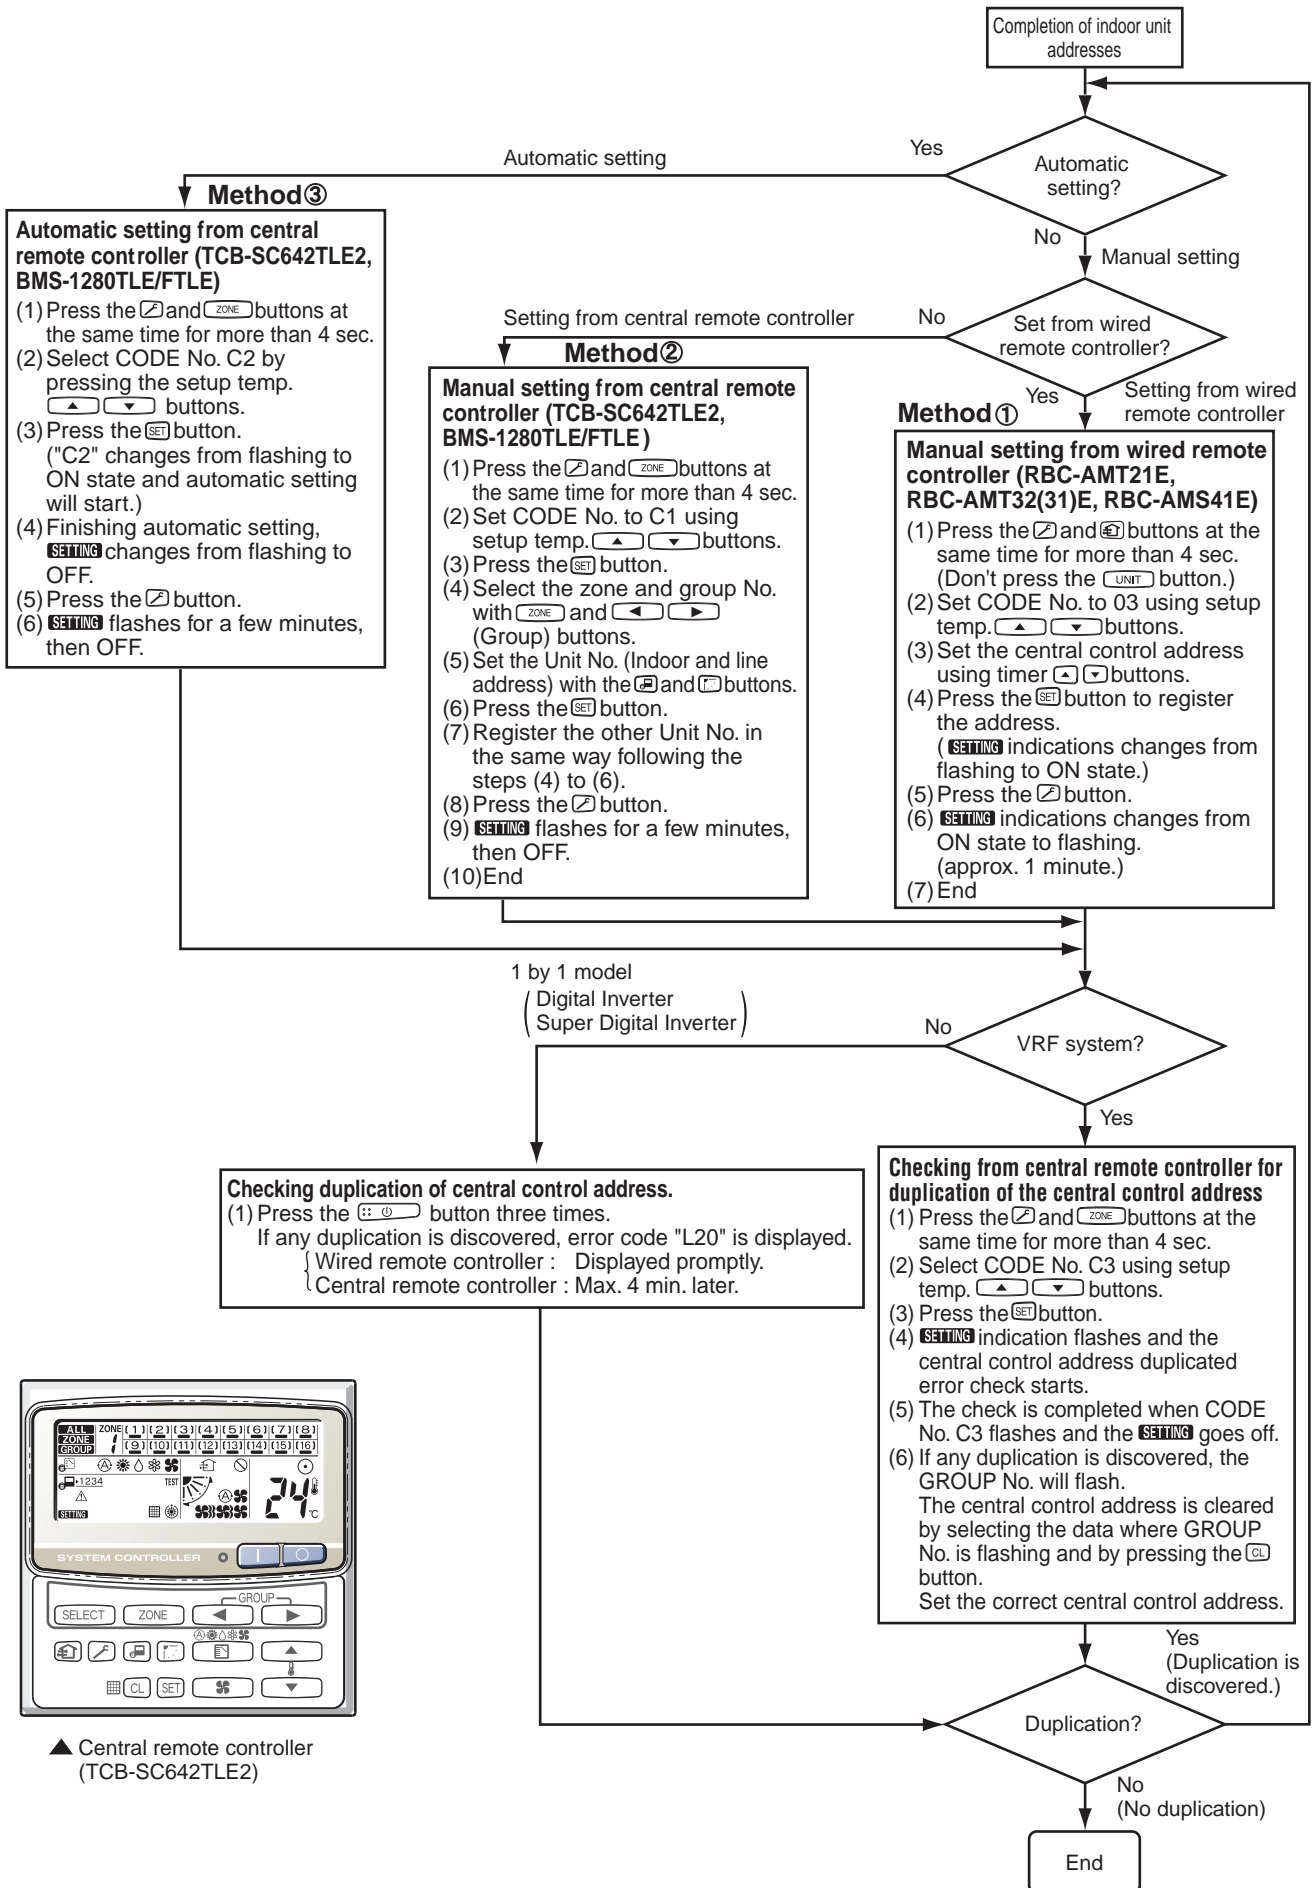 Completion of indoor unit
addresses
Automatic
setting?
Yes
Automatic setting
No
Manual setting
Method③
Automatic setting from central
remote controller (TCB-SC642TLE2,
BMS-1280TLE/FTLE)
(1) Press the and ZONE buttons at
the same time for more than 4 sec.
(2) Select CODE No. C2 by
pressing the setup temp.
▲ ▼ buttons.
(3) Press the SET button.
("C2" changes from flashing to
ON state and automatic setting
will start.)
(4) Finishing automatic setting,
SETTING changes from flashing to
OFF.
(5) Press the button.
(6) SETTING flashes for a few minutes,
then OFF.
Set from wired
remote controller?
No
Setting from central remote controller
Yes
Setting from wired
remote controller
Method②
Manual setting from central remote
controller (TCB-SC642TLE2,
BMS-1280TLE/FTLE )
(1) Press the and ZONE buttons at
the same time for more than 4 sec.
(2) Set CODE No. to C1 using
setup temp. ▲ ▼ buttons.
(3) Press the SET button.
(4) Select the zone and group No.
with ZONE and ◀ ▶
(Group) buttons.
(5) Set the Unit No. (Indoor and line
address) with the and buttons.
(6) Press the SET button.
(7) Register the other Unit No. in
the same way following the
steps (4) to (6).
(8) Press the button.
(9) SETTING flashes for a few minutes,
then OFF.
(10) End
Method①
Manual setting from wired remote
controller (RBC-AMT21E,
RBC-AMT32(31)E, RBC-AMS41E)
(1) Press the and buttons at the
same time for more than 4 sec.
(Don't press the UNIT button.)
(2) Set CODE No. to 03 using setup
temp. ▲ ▼ buttons.
(3) Set the central control address
using timer ▲ ▼ buttons.
(4) Press the SET button to register
the address.
( SETTING indications changes from
flashing to ON state.)
(5) Press the button.
(6) SETTING indications changes from
ON state to flashing.
(approx. 1 minute.)
(7) End
VRF system?
No
1 by 1 model
(Digital Inverter
Super Digital Inverter)
Yes
Checking duplication of central control address.
(1) Press the button three times.
If any duplication is discovered, error code "L20" is displayed.
Wired remote controller : Displayed promptly.
Central remote controller : Max. 4 min. later.
Checking from central remote controller for
duplication of the central control address
(1) Press the and ZONE buttons at the
same time for more than 4 sec.
(2) Select CODE No. C3 using setup
temp. ▲ ▼ buttons.
(3) Press the SET button.
(4) SETTING indication flashes and the
central control address duplicated
error check starts.
(5) The check is completed when CODE
No. C3 flashes and the SETTING goes off.
(6) If any duplication is discovered, the
GROUP No. will flash.
The central control address is cleared
by selecting the data where GROUP
No. is flashing and by pressing the CL
button.
Set the correct central control address.
Duplication?
Yes
(Duplication is
discovered.)
No
(No duplication)
End
ALL ZONE (1)(2)(3)(4)(5)(6)(7)(8)
ZONE 1
GROUP (9)(10)(11)(12)(13)(14)(15)(16)
1234 TEST
24 °C
SETTING
SYSTEM CONTROLLER
GROUP
SELECT ZONE ◀ ▶
CL SET
▲ Central remote controller
(TCB-SC642TLE2)